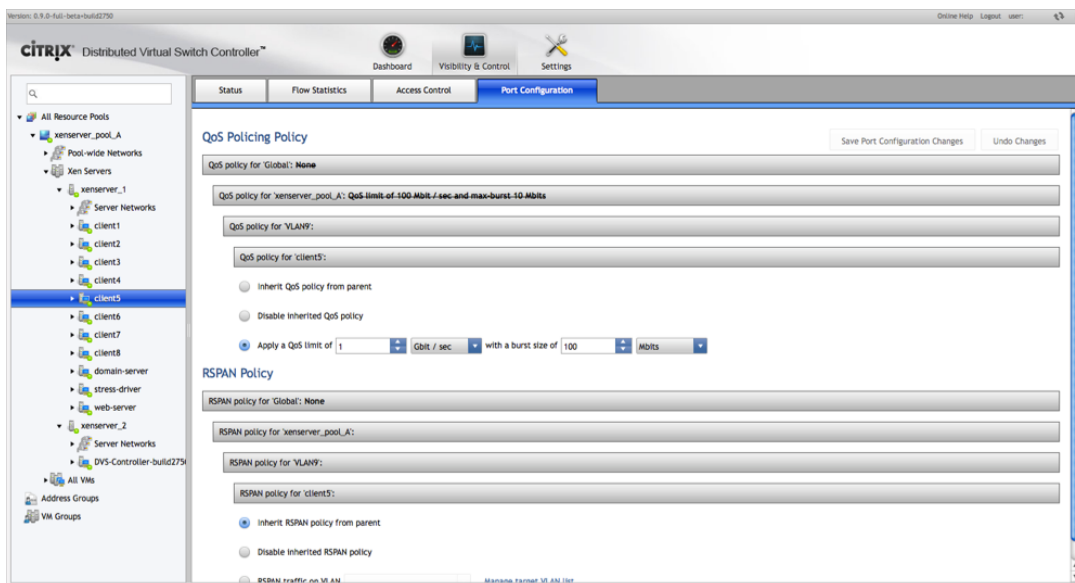 Version: 0.9.0-full-beta+build2750
Online Help Logout user:
CITRIX Distributed Virtual Switch Controller™
Dashboard
Visibility & Control
Settings
Status
Flow Statistics
Access Control
Port Configuration
All Resource Pools
xenserver_pool_A
Pool-wide Networks
Xen Servers
xenserver_1
Server Networks
client1
client2
client3
client4
client5
client6
client7
client8
domain-server
stress-driver
web-server
xenserver_2
Server Networks
DVS-Controller-build275
All VMs
Address Groups
VM Groups
QoS Policing Policy
Save Port Configuration Changes
Undo Changes
QoS policy for 'Global': None
QoS policy for 'xenserver_pool_A': QoS limit of 100 Mbit / sec and max-burst 10 Mbits
QoS policy for 'VLAN9':
QoS policy for 'client5':
Inherit QoS policy from parent
Disable inherited QoS policy
Apply a QoS limit of 1 Gbit / sec with a burst size of 100 Mbits
RSPAN Policy
RSPAN policy for 'Global': None
RSPAN policy for 'xenserver_pool_A':
RSPAN policy for 'VLAN9':
RSPAN policy for 'client5':
Inherit RSPAN policy from parent
Disable inherited RSPAN policy
RSPAN traffic on VLAN Manage target VLAN list